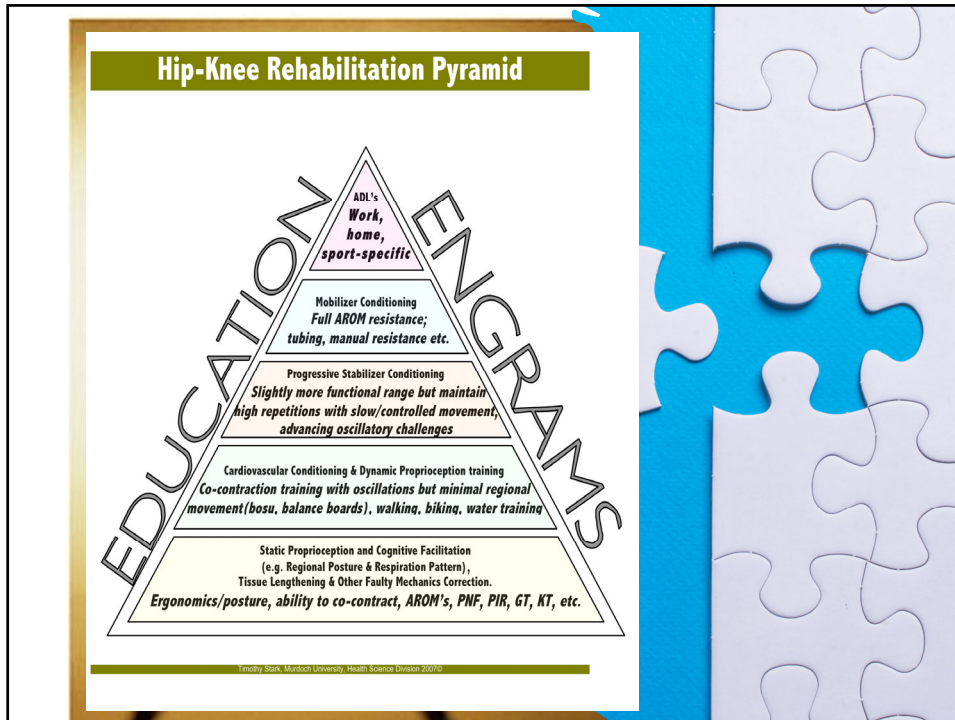 Hip-Knee Rehabilitation Pyramid
EDUCATION
ENGRAMS
ADL's
Work,
home,
sport-specific
Mobilizer Conditioning
Full AROM resistance;
tubing, manual resistance etc.
Progressive Stabilizer Conditioning
Slightly more functional range but maintain
high repetitions with slow/controlled movement,
advancing oscillatory challenges
Cardiovascular Conditioning & Dynamic Proprioception training
Co-contraction training with oscillations but minimal regional
movement(bosu, balance boards), walking, biking, water training
Static Proprioception and Cognitive Facilitation
(e.g. Regional Posture & Respiration Pattern),
Tissue Lengthening & Other Faulty Mechanics Correction.
Ergonomics/posture, ability to co-contract, AROM's, PNF, PIR, GT, KT, etc.
Timothy Stark, Murdoch University, Health Science Division 2007©